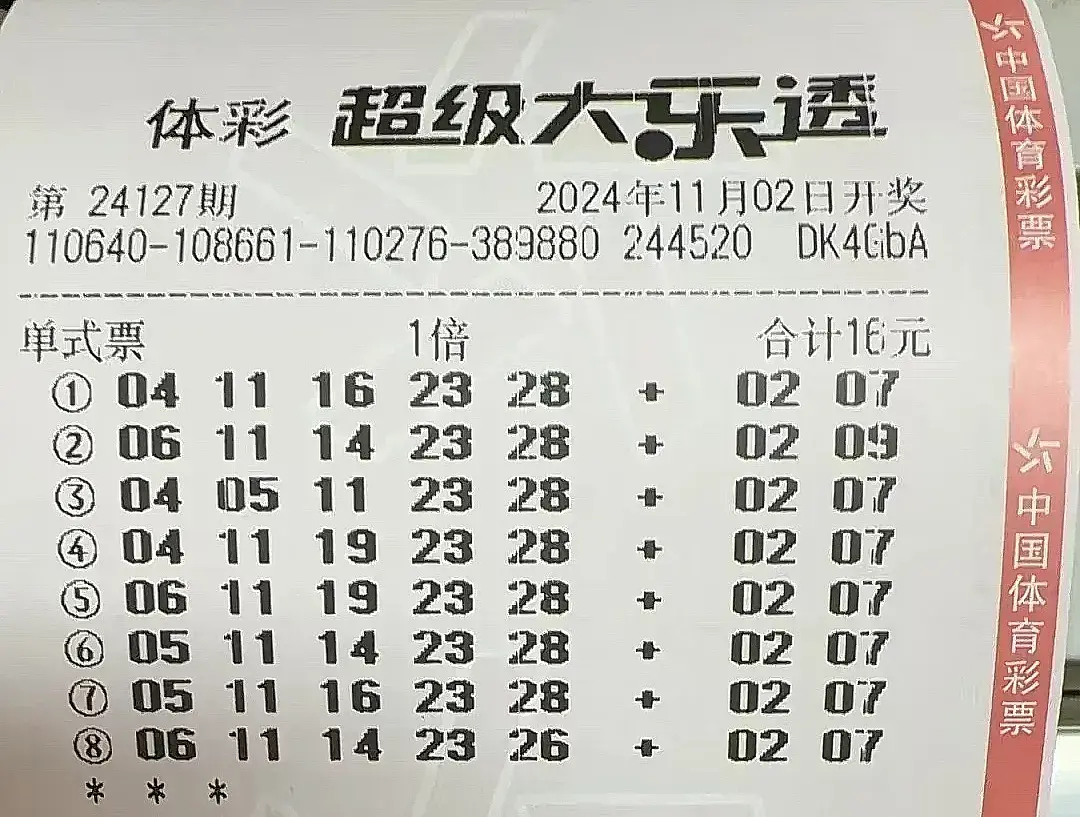 体彩 超级大乐透
第 24127期 2024年11月02日开奖
110640-108661-110276-389880 244520 DK4GbA
单式票 1倍 合计16元
① 04 11 16 23 28 + 02 07
② 06 11 14 23 28 + 02 09
③ 04 05 11 23 28 + 02 07
④ 04 11 19 23 28 + 02 07
⑤ 06 11 19 23 28 + 02 07
⑥ 05 11 14 23 28 + 02 07
⑦ 05 11 16 23 28 + 02 07
⑧ 06 11 14 23 26 + 02 07
* * *
中国体育彩票
中国体育彩票